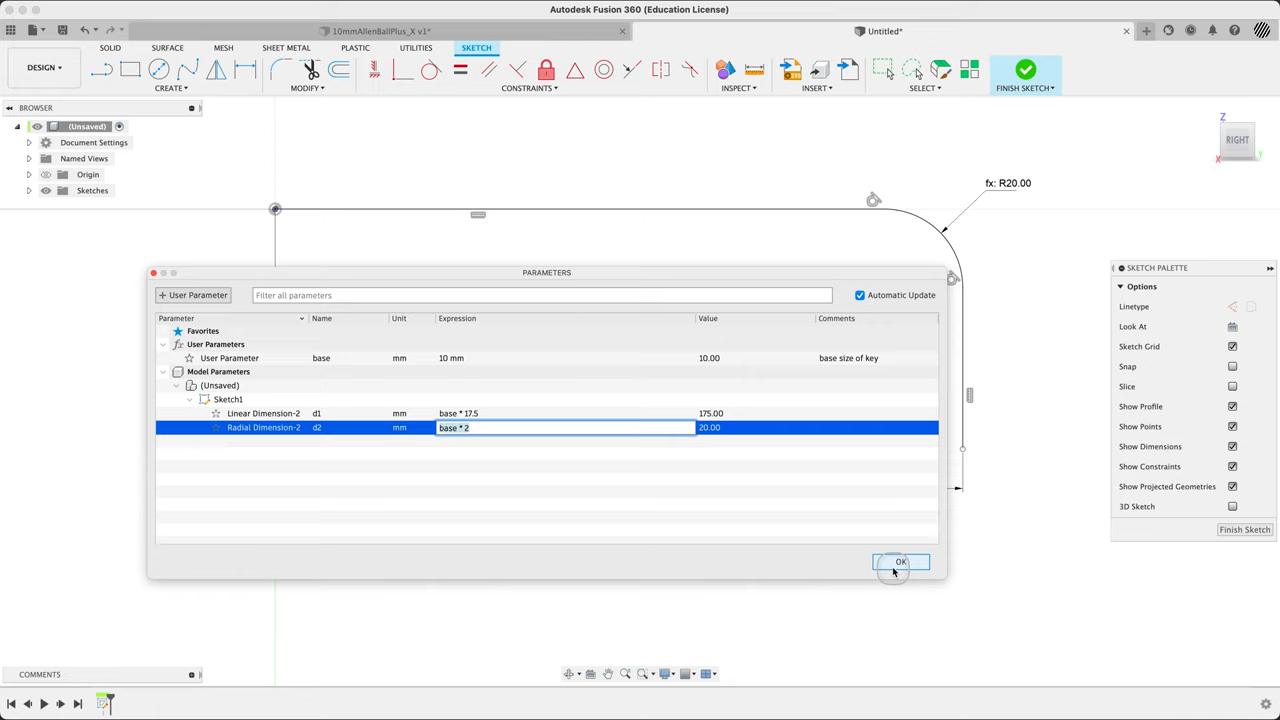 Autodesk Fusion 360 (Education License)
10mmAllenBallPlus_X v1*
Untitled*
SOLID SURFACE MESH SHEET METAL PLASTIC UTILITIES SKETCH
DESIGN
CREATE MODIFY CONSTRAINTS INSPECT INSERT SELECT FINISH SKETCH
BROWSER
(Unsaved)
Document Settings
Named Views
Origin
Sketches
Z
RIGHT
X
Y
fx: R20.00
PARAMETERS
+ User Parameter
Filter all parameters
Automatic Update
Parameter Name Unit Expression Value Comments
Favorites
fx User Parameters
User Parameter base mm 10 mm 10.00 base size of key
Model Parameters
(Unsaved)
Sketch1
Linear Dimension-2 d1 mm base * 17.5 175.00
Radial Dimension-2 d2 mm base * 2 20.00
OK
SKETCH PALETTE
Options
Linetype
Look At
Sketch Grid
Snap
Slice
Show Profile
Show Points
Show Dimensions
Show Constraints
Show Projected Geometries
3D Sketch
Finish Sketch
COMMENTS